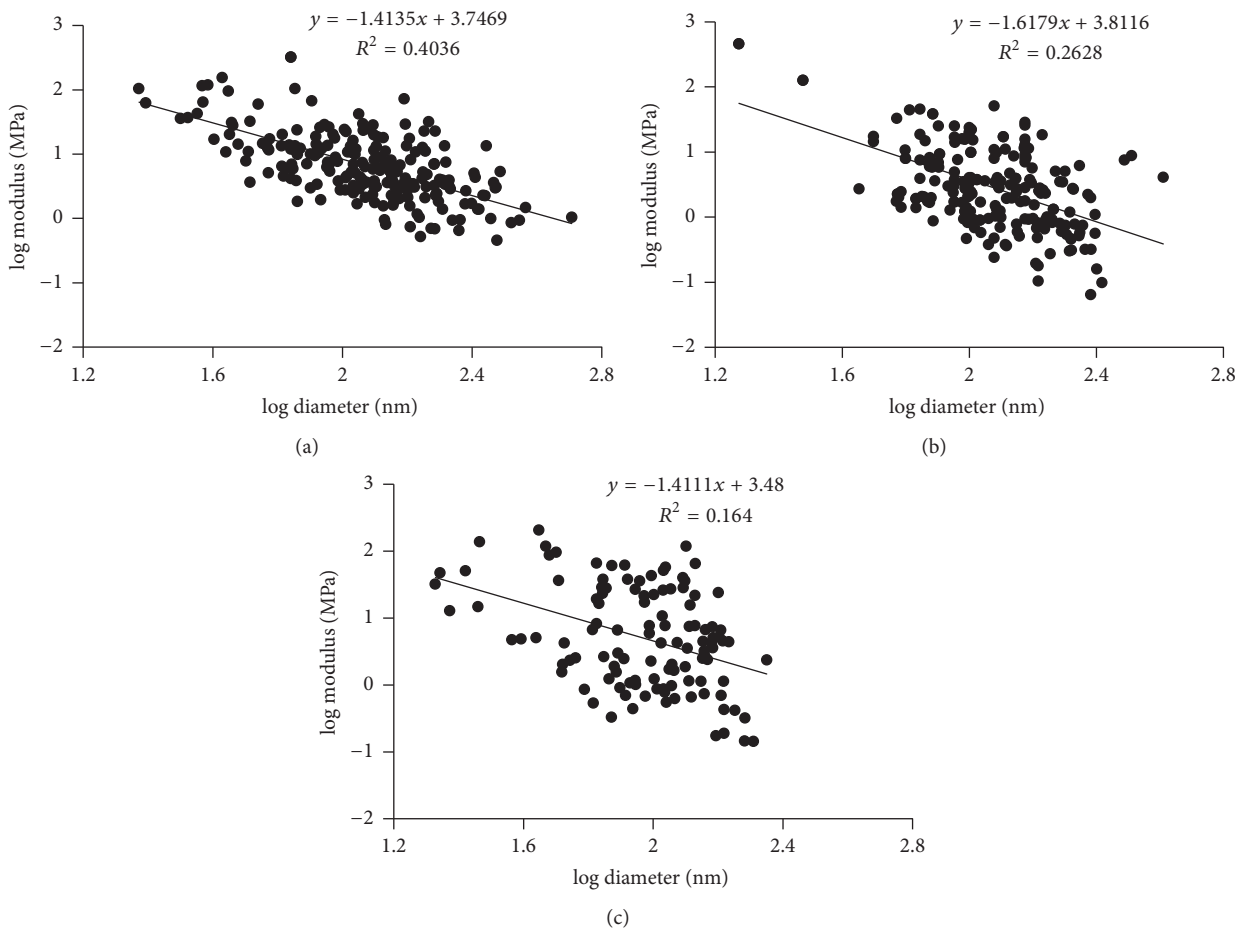 y = −1.4135x + 3.7469
R² = 0.4036
3
2
1
0
−1
−2
log modulus (MPa)
1.2 1.6 2 2.4 2.8
log diameter (nm)
(a)
y = −1.6179x + 3.8116
R² = 0.2628
3
2
1
0
−1
−2
log modulus (MPa)
1.2 1.6 2 2.4 2.8
log diameter (nm)
(b)
y = −1.4111x + 3.48
R² = 0.164
3
2
1
0
−1
−2
log modulus (MPa)
1.2 1.6 2 2.4 2.8
log diameter (nm)
(c)